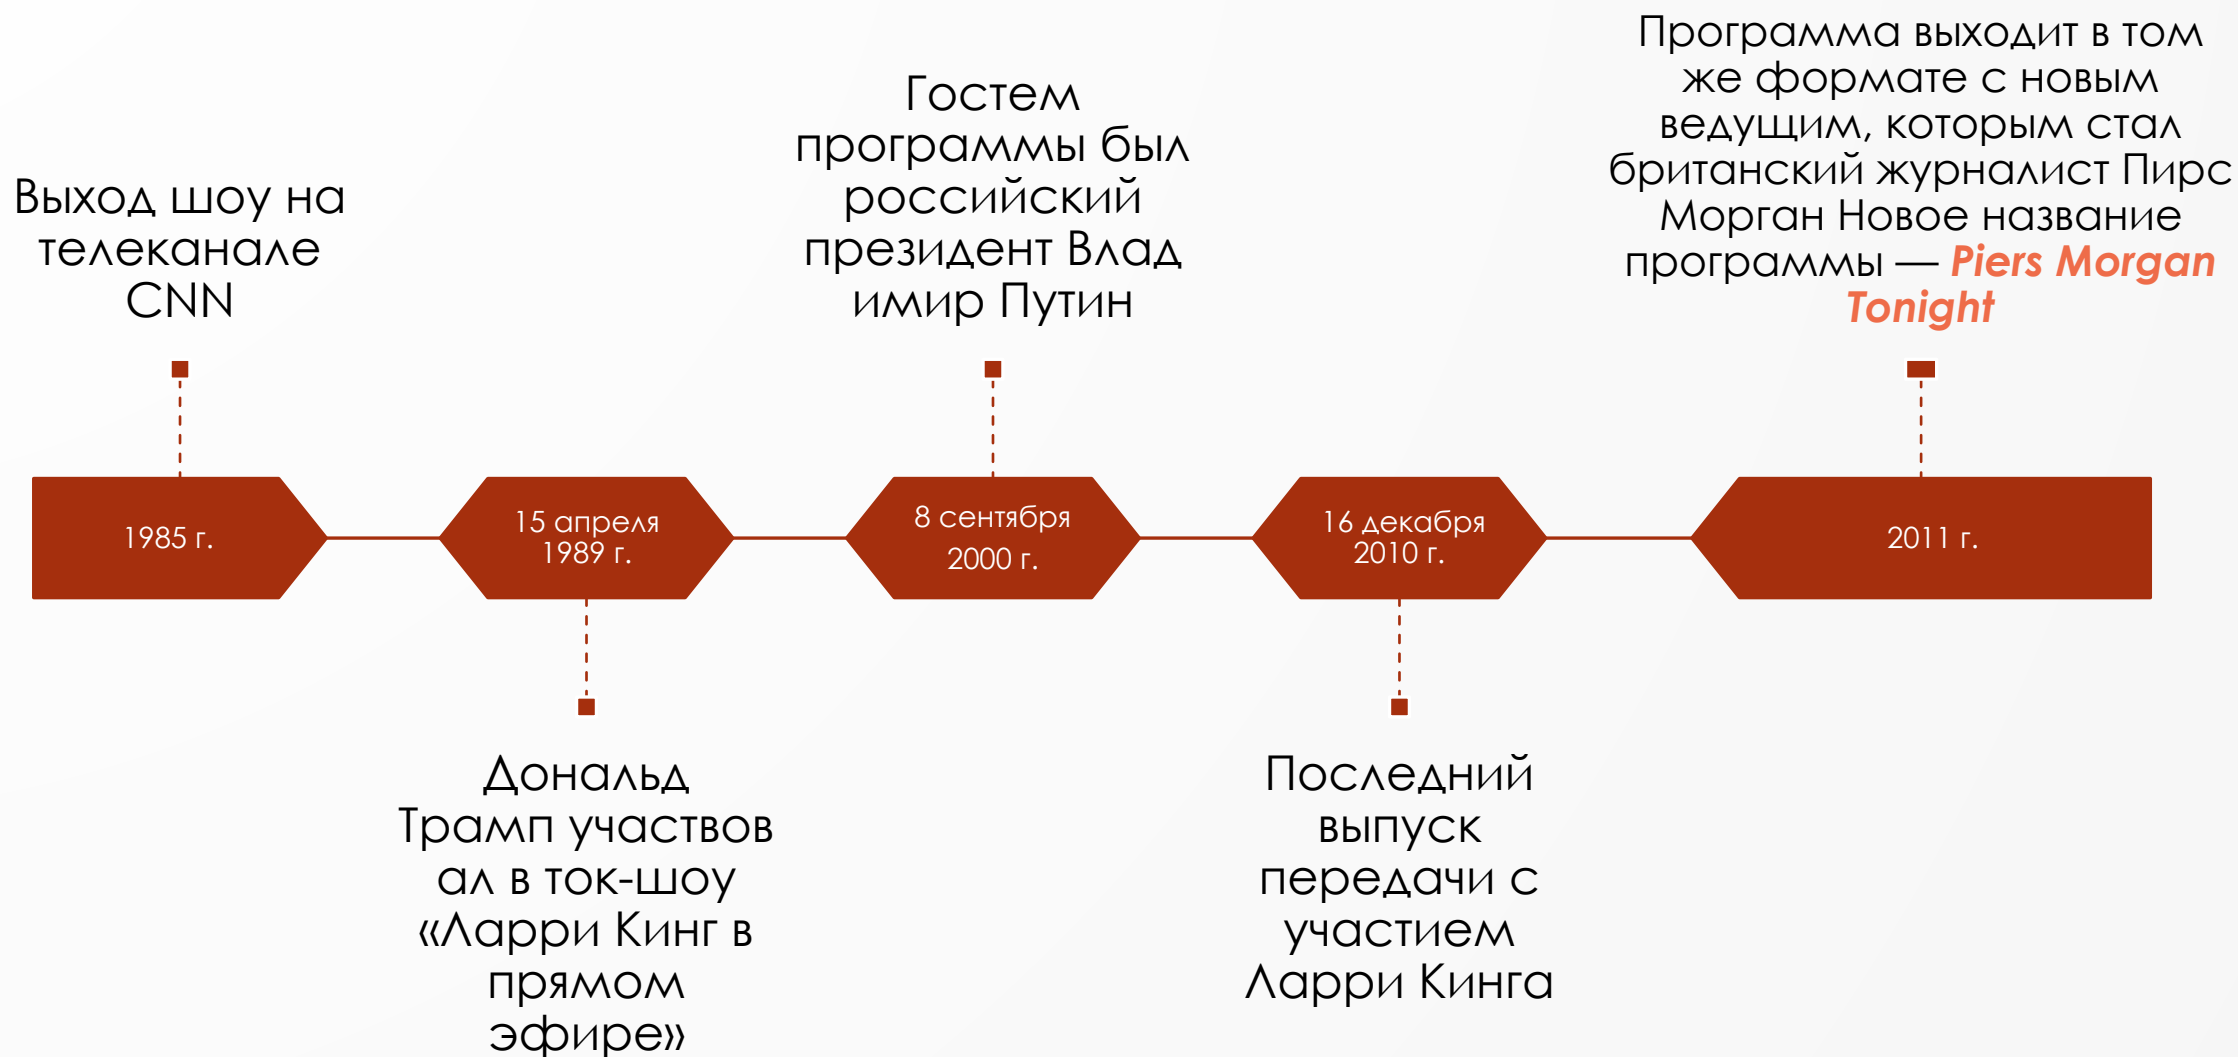 Выход шоу на
телеканале
CNN
1985 г.
15 апреля
1989 г.
Дональд
Трамп участвов
ал в ток-шоу
«Ларри Кинг в
прямом
эфире»
Гостем
программы был
российский
президент Влад
имир Путин
8 сентября
2000 г.
16 декабря
2010 г.
Последний
выпуск
передачи с
участием
Ларри Кинга
Программа выходит в том
же формате с новым
ведущим, которым стал
британский журналист Пирс
Морган Новое название
программы — Piers Morgan
Tonight
2011 г.